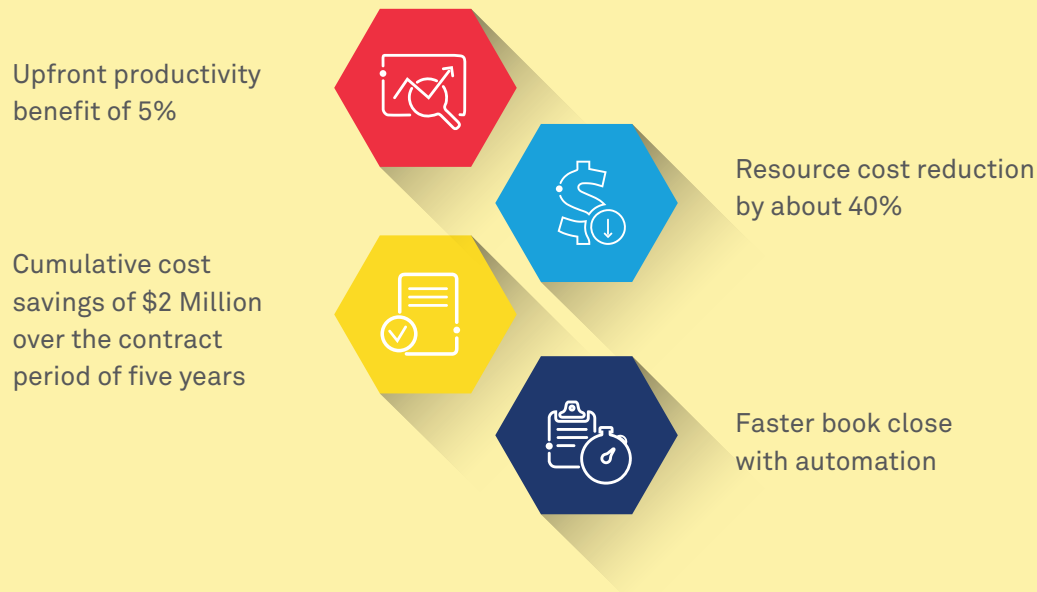 Upfront productivity
benefit of 5%
Resource cost reduction
by about 40%
Cumulative cost
savings of $2 Million
over the contract
period of five years
Faster book close
with automation